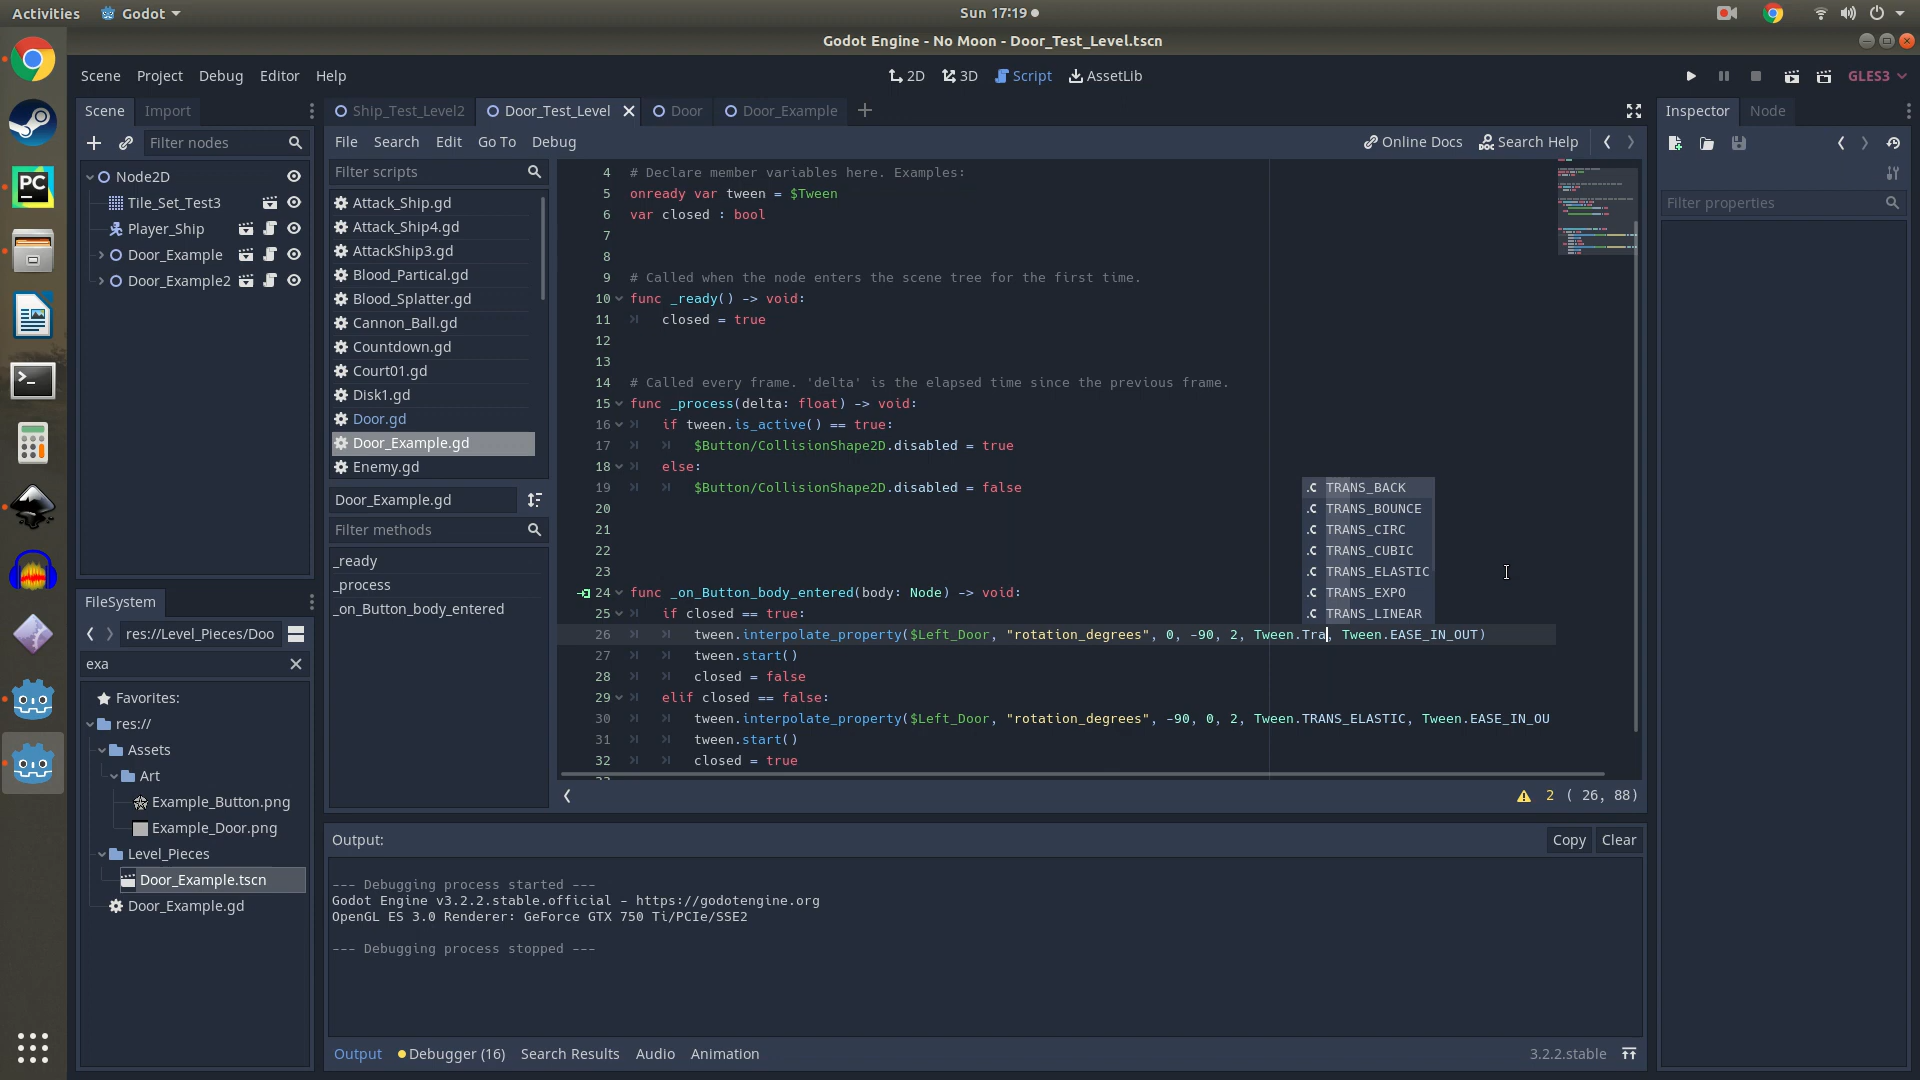 Activities
Godot
Sun 17:19
Godot Engine - No Moon - Door_Test_Level.tscn
Scene Project Debug Editor Help
2D 3D Script AssetLib
GLES3
Scene Import
Filter nodes
Node2D
Tile_Set_Test3
Player_Ship
Door_Example
Door_Example2
FileSystem
res://Level_Pieces/Doo
exa
Favorites:
res://
Assets
Art
Example_Button.png
Example_Door.png
Level_Pieces
Door_Example.tscn
Door_Example.gd
Ship_Test_Level2 Door_Test_Level Door Door_Example
File Search Edit Go To Debug
Online Docs Search Help
Filter scripts
Attack_Ship.gd
Attack_Ship4.gd
AttackShip3.gd
Blood_Partical.gd
Blood_Splatter.gd
Cannon_Ball.gd
Countdown.gd
Court01.gd
Disk1.gd
Door.gd
Door_Example.gd
Enemy.gd
Door_Example.gd
Filter methods
_ready
_process
_on_Button_body_entered
4 # Declare member variables here. Examples:
5 onready var tween = $Tween
6 var closed : bool
7
8
9 # Called when the node enters the scene tree for the first time.
10 func _ready() -> void:
11 closed = true
12
13
14 # Called every frame. 'delta' is the elapsed time since the previous frame.
15 func _process(delta: float) -> void:
16 if tween.is_active() == true:
17 $Button/CollisionShape2D.disabled = true
18 else:
19 $Button/CollisionShape2D.disabled = false
20
21
22
23
24 func _on_Button_body_entered(body: Node) -> void:
25 if closed == true:
26 tween.interpolate_property($Left_Door, "rotation_degrees", 0, -90, 2, Tween.Tra, Tween.EASE_IN_OUT)
27 tween.start()
28 closed = false
29 elif closed == false:
30 tween.interpolate_property($Left_Door, "rotation_degrees", -90, 0, 2, Tween.TRANS_ELASTIC, Tween.EASE_IN_OU
31 tween.start()
32 closed = true
.C TRANS_BACK
.C TRANS_BOUNCE
.C TRANS_CIRC
.C TRANS_CUBIC
.C TRANS_ELASTIC
.C TRANS_EXPO
.C TRANS_LINEAR
2 ( 26, 88)
Output:
Copy Clear
--- Debugging process started ---
Godot Engine v3.2.2.stable.official - https://godotengine.org
OpenGL ES 3.0 Renderer: GeForce GTX 750 Ti/PCIe/SSE2
--- Debugging process stopped ---
Output Debugger (16) Search Results Audio Animation
3.2.2.stable
Inspector Node
Filter properties
PC